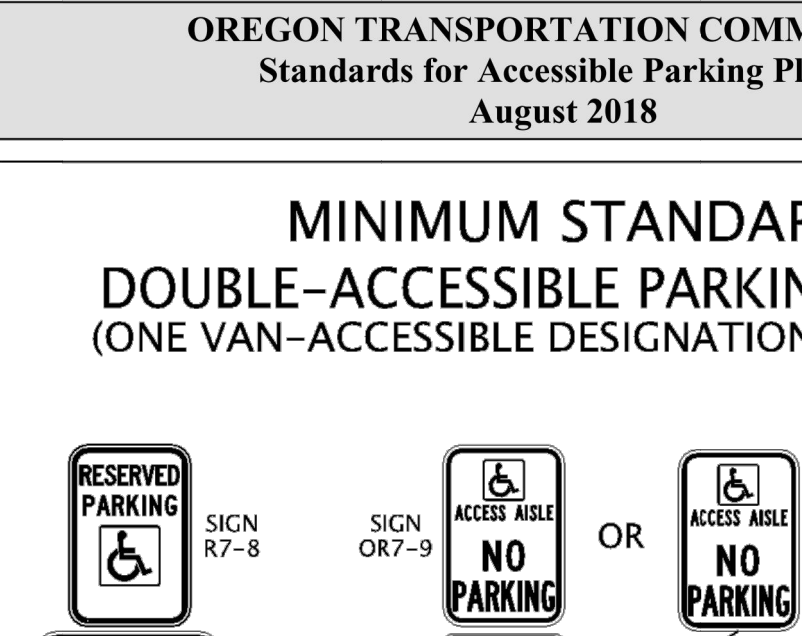 OREGON TRANSPORTATION COMM
Standards for Accessible Parking Pl
August 2018
MINIMUM STANDAR
DOUBLE-ACCESSIBLE PARKIN
(ONE VAN-ACCESSIBLE DESIGNATION
RESERVED
PARKING
SIGN
R7-8
SIGN
OR7-9
ACCESS AISLE
NO
PARKING
OR
ACCESS AISLE
NO
PARKING